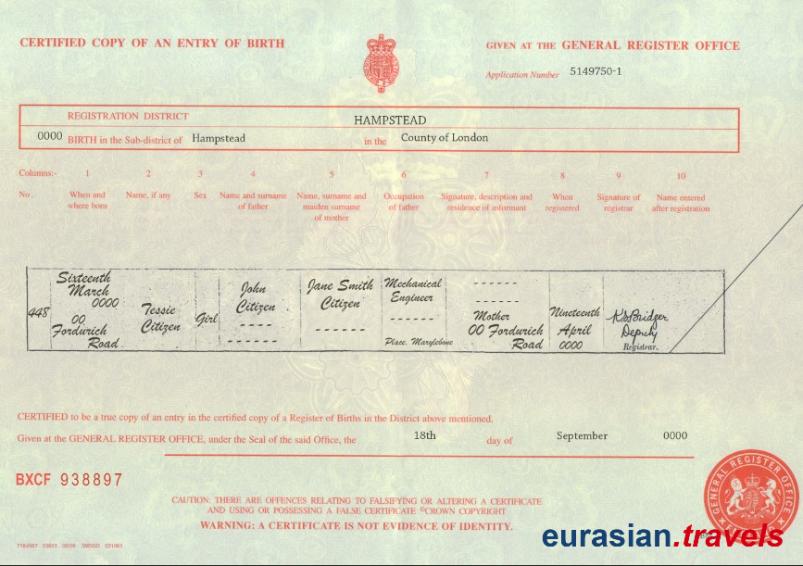 CERTIFIED COPY OF AN ENTRY OF BIRTH
GIVEN AT THE GENERAL REGISTER OFFICE
Application Number 5149750-1
REGISTRATION DISTRICT HAMPSTEAD
0000 BIRTH in the Sub-district of Hampstead in the County of London
Columns:- 1 2 3 4 5 6 7 8 9 10
No. When and where born Name, if any Sex Name and surname of father Name, surname and maiden surname of mother Occupation of father Signature, description and residence of informant When registered Signature of registrar Name entered after registration
448
Sixteenth
March
0000
00
Fordwich
Road
Tessie
Citizen
Girl
John
Citizen
-----
------
Jane Smith
Citizen
------
Mechanical
Engineer
------
Place. Marylebone
------
------
Mother
00 Fordwich
Road
Nineteenth
April
0000
KSBridger
Deputy
Registrar.
CERTIFIED to be a true copy of an entry in the certified copy of a Register of Births in the District above mentioned.
Given at the GENERAL REGISTER OFFICE, under the Seal of the said Office, the 18th day of September 0000
BXCF 938897
CAUTION: THERE ARE OFFENCES RELATING TO FALSIFYING OR ALTERING A CERTIFICATE
AND USING OR POSSESSING A FALSE CERTIFICATE ©CROWN COPYRIGHT
WARNING: A CERTIFICATE IS NOT EVIDENCE OF IDENTITY.
GENERAL REGISTER OFFICE
eurasian.travels